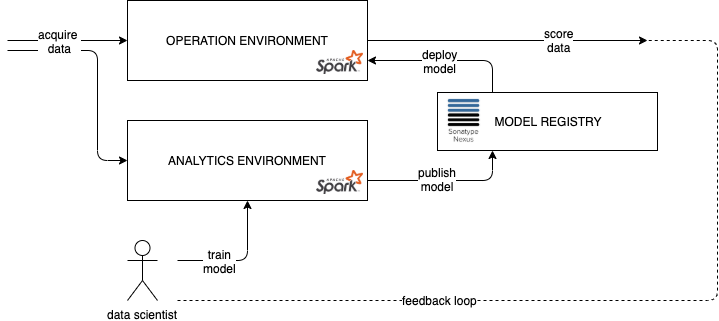 acquire
data
OPERATION ENVIRONMENT
APACHE
Spark
score
data
deploy
model
Sonatype
Nexus
MODEL REGISTRY
ANALYTICS ENVIRONMENT
APACHE
Spark
publish
model
train
model
data scientist
feedback loop